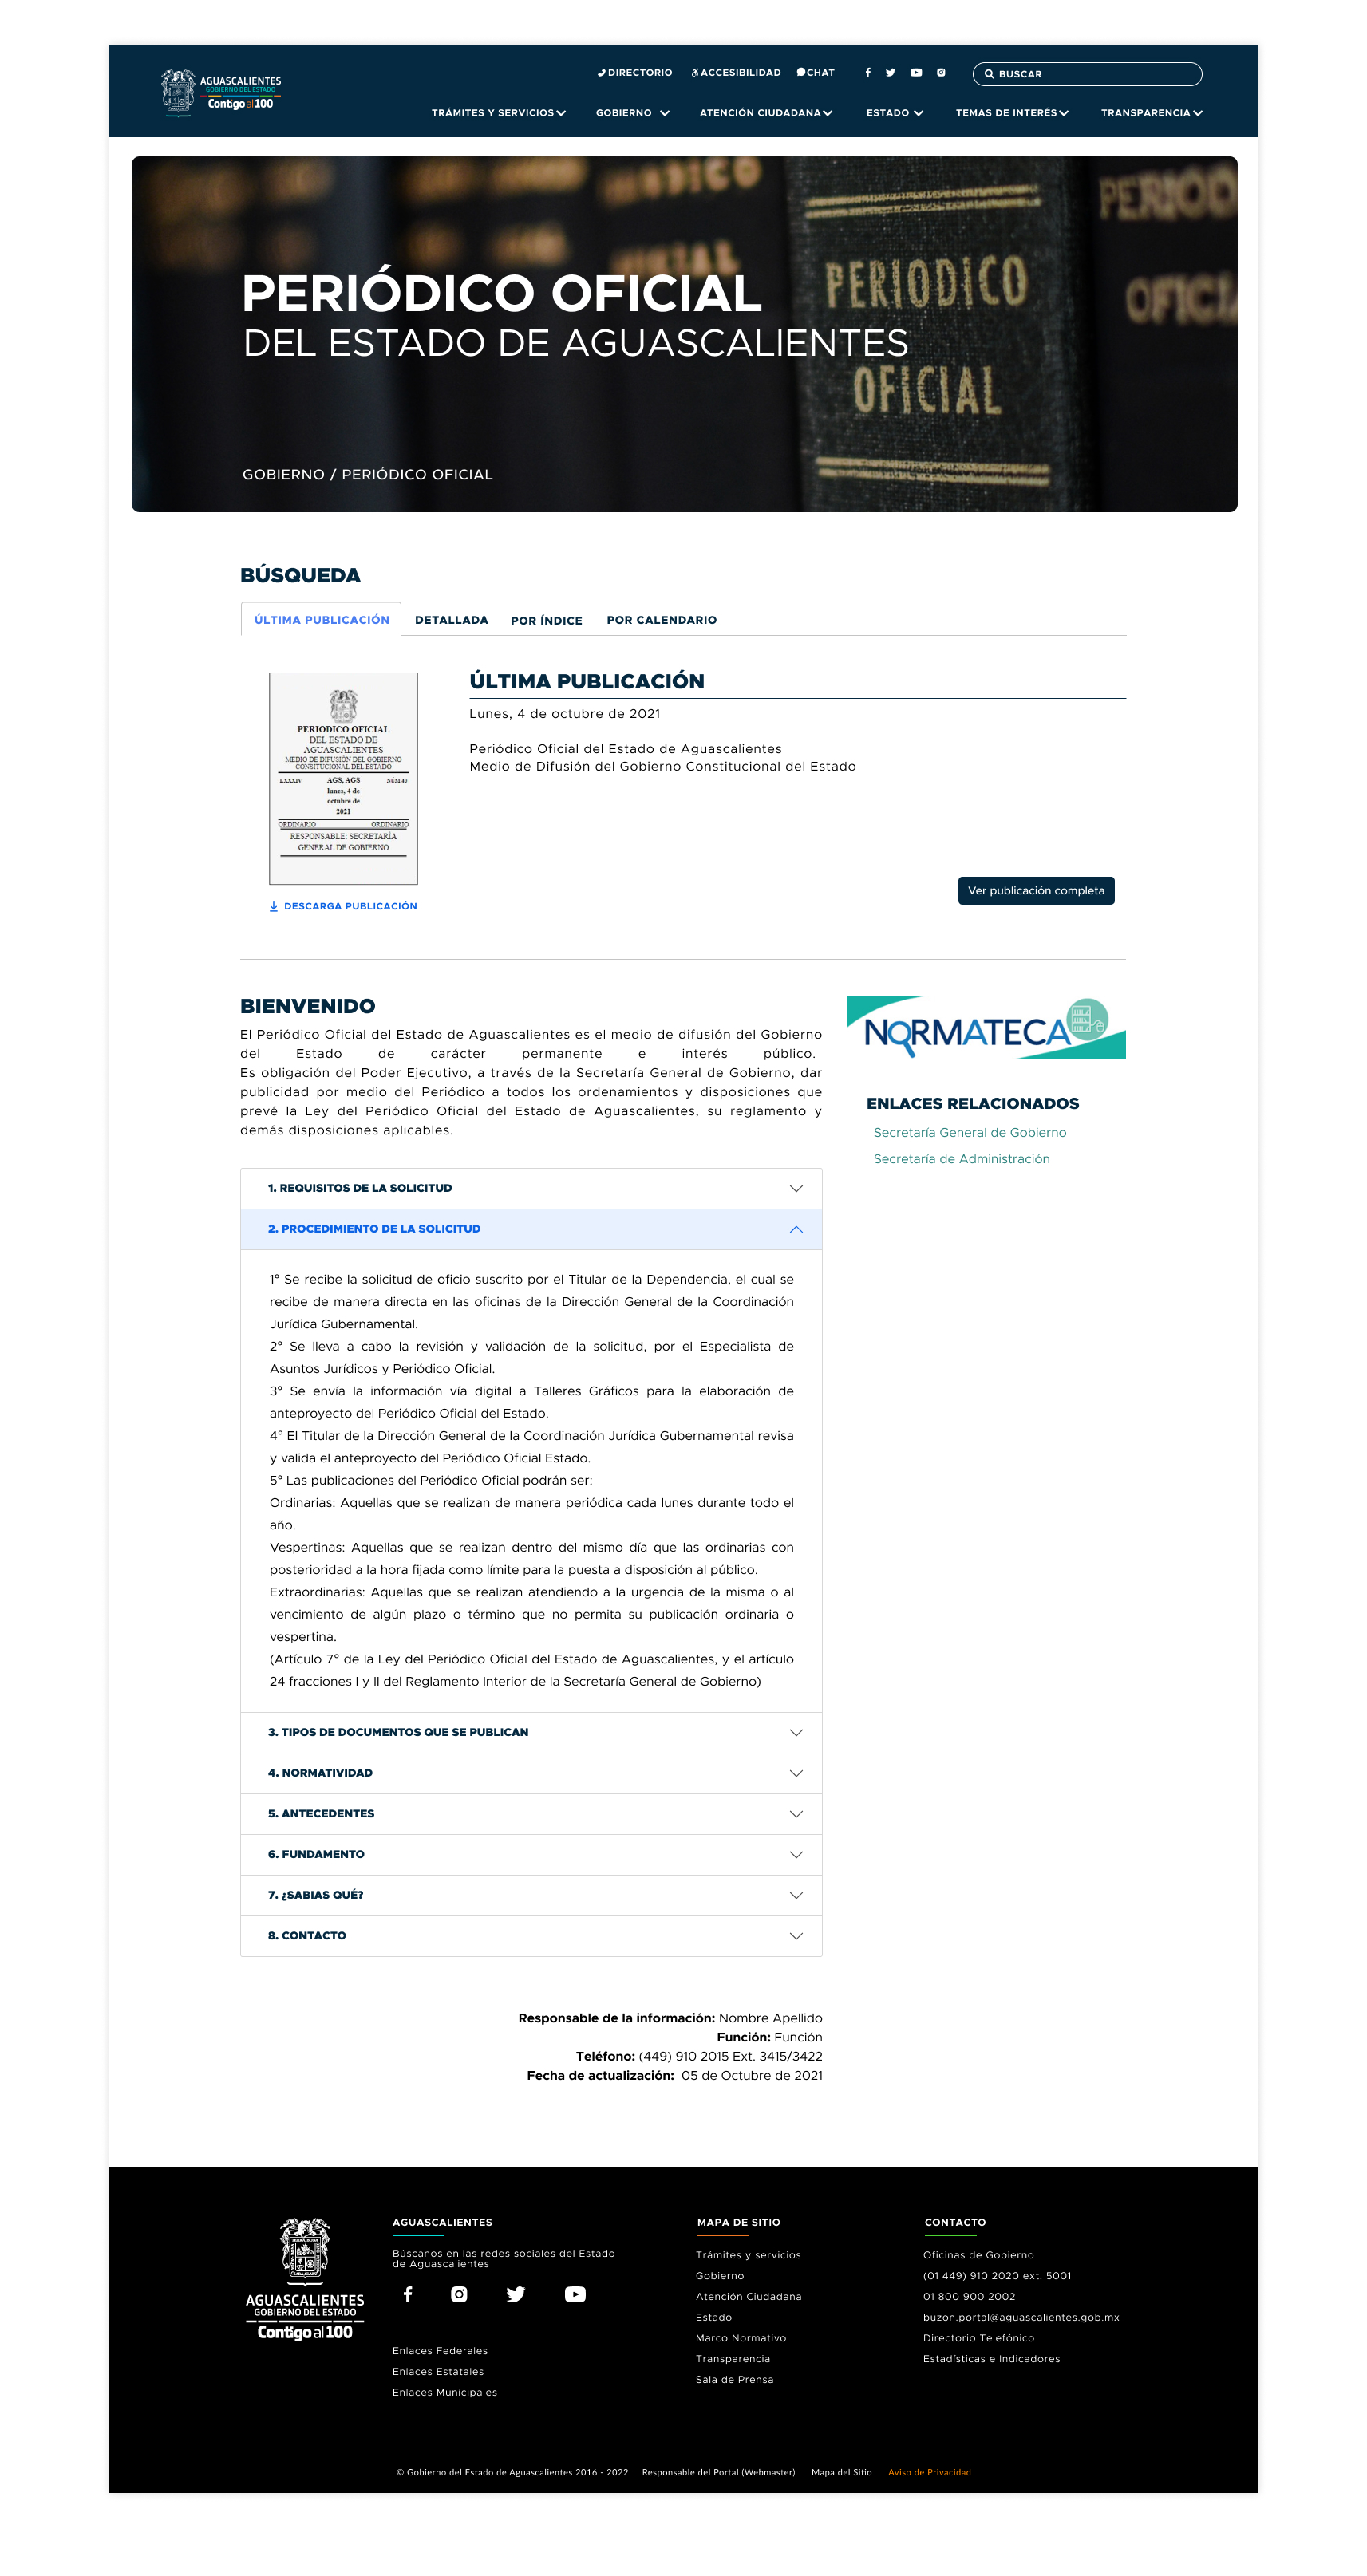 AGUASCALIENTES
GOBIERNO DEL ESTADO
Contigo al 100
DIRECTORIO
ACCESIBILIDAD
CHAT
BUSCAR
TRÁMITES Y SERVICIOS
GOBIERNO
ATENCIÓN CIUDADANA
ESTADO
TEMAS DE INTERÉS
TRANSPARENCIA
PERIÓDICO OFICIAL
DEL ESTADO DE AGUASCALIENTES
PERIODICO
OFICIAL
GOBIERNO / PERIÓDICO OFICIAL
BÚSQUEDA
ÚLTIMA PUBLICACIÓN
DETALLADA
POR ÍNDICE
POR CALENDARIO
PERIODICO OFICIAL
DEL ESTADO DE
AGUASCALIENTES
MEDIO DE DIFUSIÓN DEL GOBIERNO
CONSITUCIONAL DEL ESTADO
LXXXIV AGS, AGS NÚM 40
lunes, 4 de
octubre de
2021
ORDINARIO ORDINARIO
RESPONSABLE: SECRETARÍA
GENERAL DE GOBIERNO
DESCARGA PUBLICACIÓN
ÚLTIMA PUBLICACIÓN
Lunes, 4 de octubre de 2021
Periódico Oficial del Estado de Aguascalientes
Medio de Difusión del Gobierno Constitucional del Estado
Ver publicación completa
BIENVENIDO
El Periódico Oficial del Estado de Aguascalientes es el medio de difusión del Gobierno
del Estado de carácter permanente e interés público.
Es obligación del Poder Ejecutivo, a través de la Secretaría General de Gobierno, dar
publicidad por medio del Periódico a todos los ordenamientos y disposiciones que
prevé la Ley del Periódico Oficial del Estado de Aguascalientes, su reglamento y
demás disposiciones aplicables.
NORMATECA
ENLACES RELACIONADOS
Secretaría General de Gobierno
Secretaría de Administración
1. REQUISITOS DE LA SOLICITUD
2. PROCEDIMIENTO DE LA SOLICITUD
1° Se recibe la solicitud de oficio suscrito por el Titular de la Dependencia, el cual se
recibe de manera directa en las oficinas de la Dirección General de la Coordinación
Jurídica Gubernamental.
2° Se lleva a cabo la revisión y validación de la solicitud, por el Especialista de
Asuntos Jurídicos y Periódico Oficial.
3° Se envía la información vía digital a Talleres Gráficos para la elaboración de
anteproyecto del Periódico Oficial del Estado.
4° El Titular de la Dirección General de la Coordinación Jurídica Gubernamental revisa
y valida el anteproyecto del Periódico Oficial Estado.
5° Las publicaciones del Periódico Oficial podrán ser:
Ordinarias: Aquellas que se realizan de manera periódica cada lunes durante todo el
año.
Vespertinas: Aquellas que se realizan dentro del mismo día que las ordinarias con
posterioridad a la hora fijada como límite para la puesta a disposición al público.
Extraordinarias: Aquellas que se realizan atendiendo a la urgencia de la misma o al
vencimiento de algún plazo o término que no permita su publicación ordinaria o
vespertina.
(Artículo 7° de la Ley del Periódico Oficial del Estado de Aguascalientes, y el artículo
24 fracciones I y II del Reglamento Interior de la Secretaría General de Gobierno)
3. TIPOS DE DOCUMENTOS QUE SE PUBLICAN
4. NORMATIVIDAD
5. ANTECEDENTES
6. FUNDAMENTO
7. ¿SABIAS QUÉ?
8. CONTACTO
Responsable de la información: Nombre Apellido
Función: Función
Teléfono: (449) 910 2015 Ext. 3415/3422
Fecha de actualización: 05 de Octubre de 2021
AGUASCALIENTES
GOBIERNO DEL ESTADO
Contigo al 100
AGUASCALIENTES
Búscanos en las redes sociales del Estado
de Aguascalientes
Enlaces Federales
Enlaces Estatales
Enlaces Municipales
MAPA DE SITIO
Trámites y servicios
Gobierno
Atención Ciudadana
Estado
Marco Normativo
Transparencia
Sala de Prensa
CONTACTO
Oficinas de Gobierno
(01 449) 910 2020 ext. 5001
01 800 900 2002
buzon.portal@aguascalientes.gob.mx
Directorio Telefónico
Estadísticas e Indicadores
© Gobierno del Estado de Aguascalientes 2016 - 2022 Responsable del Portal (Webmaster) Mapa del Sitio Aviso de Privacidad